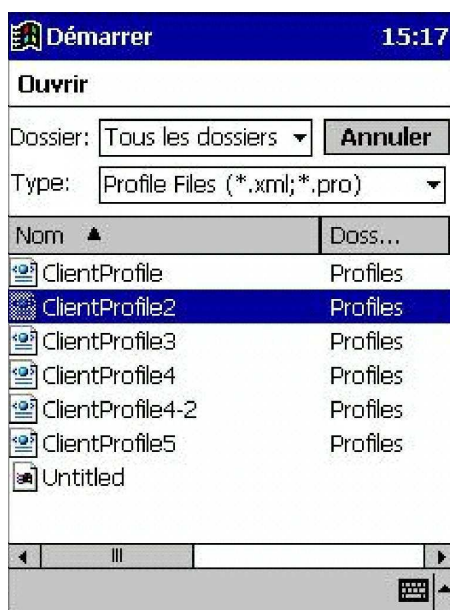 Démarrer 15:17
Ouvrir
Dossier: Tous les dossiers Annuler
Type: Profile Files (*.xml;*.pro)
Nom Doss...
ClientProfile Profiles
ClientProfile2 Profiles
ClientProfile3 Profiles
ClientProfile4 Profiles
ClientProfile4-2 Profiles
ClientProfile5 Profiles
Untitled